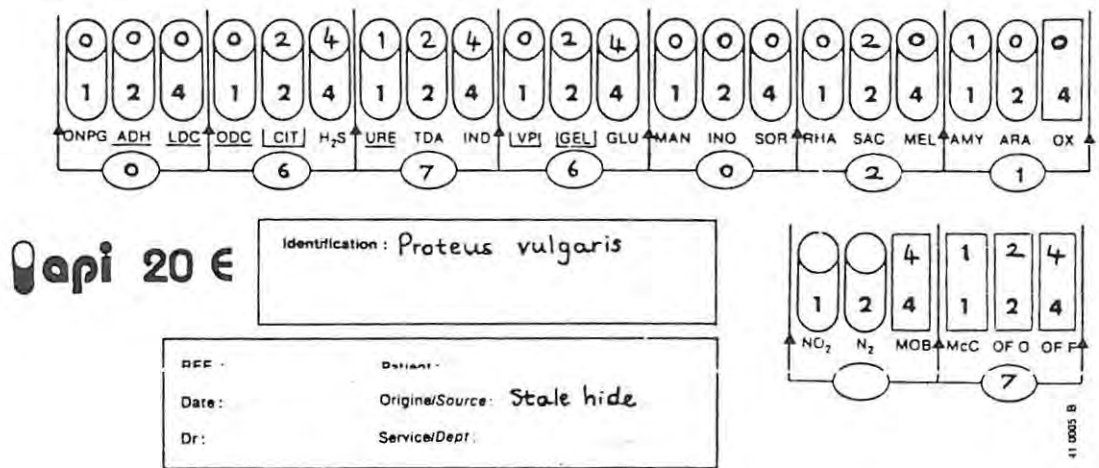 0 0 0 0 2 4 1 2 4 0 2 4 0 0 0 0 2 0 1 0 0
1 2 4 1 2 4 1 2 4 1 2 4 1 2 4 1 2 4 1 2 4
ONPG ADH LDC ODC CIT H₂S URE TDA IND VP GEL GLU MAN INO SOR RHA SAC MEL AMY ARA OX
0 6 7 6 0 2 1
api 20 E
Identification : Proteus vulgaris
4 1 2 4
1 2 4 1 2 4
NO₂ N₂ MOB McC OF O OF F
7
REF : Patient :
Date: Origine/Source: Stale hide
Dr: Service/Dept:
41 0005 B